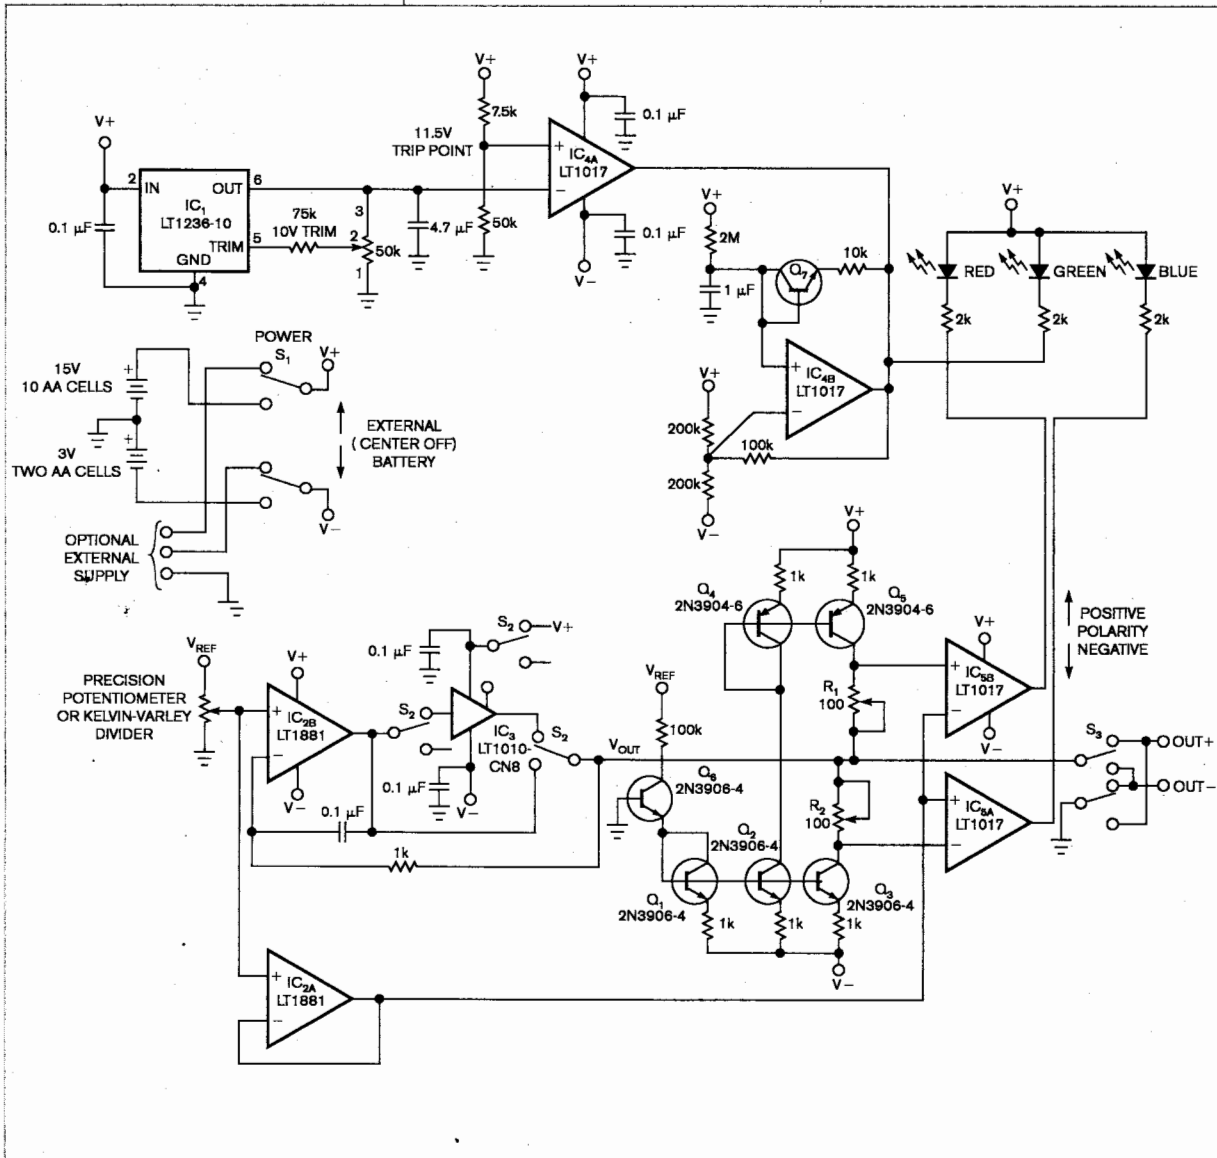 V+
7.5k
11.5V
TRIP POINT
50k
V+
0.1 µF
+
IC4A
LT1017
−
0.1 µF
V−
V+
2
IN
OUT
6
IC1
LT1236-10
TRIM
5
GND
4
0.1 µF
75k
10V TRIM
3
2
1
50k
4.7 µF
V+
2M
1 µF
Q7
10k
V+
RED
GREEN
BLUE
2k
2k
2k
+
IC4B
LT1017
−
V+
200k
100k
200k
V−
POWER
S1
V+
15V
10 AA CELLS
+
3V
TWO AA CELLS
+
EXTERNAL
(CENTER OFF)
BATTERY
V−
OPTIONAL
EXTERNAL
SUPPLY
VREF
PRECISION
POTENTIOMETER
OR KELVIN-VARLEY
DIVIDER
V+
+
IC2B
LT1881
−
V−
0.1 µF
S2
V+
S2
IC3
LT1010-
CN8
S2
0.1 µF
V−
0.1 µF
1k
VOUT
VREF
100k
Q6
2N3906-4
Q1
2N3906-4
1k
Q2
2N3906-4
1k
Q3
2N3906-4
1k
V−
V+
1k
1k
Q4
2N3904-6
Q5
2N3904-6
R1
100
R2
100
V+
+
IC5B
LT1017
−
V−
+
IC5A
LT1017
−
POSITIVE
POLARITY
NEGATIVE
S3
OUT+
OUT−
+
IC2A
LT1881
−